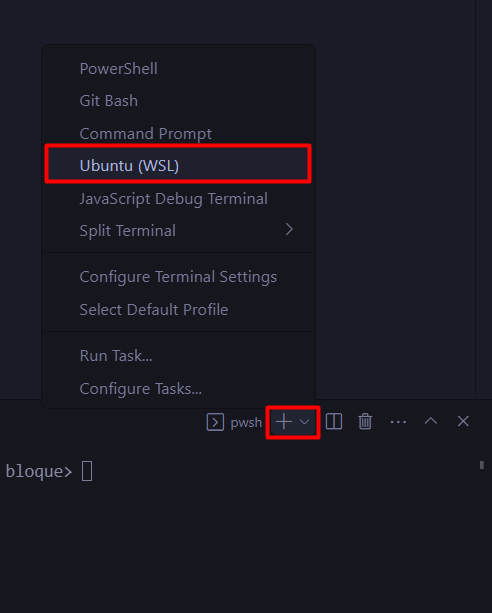 PowerShell
Git Bash
Command Prompt
Ubuntu (WSL)
JavaScript Debug Terminal
Split Terminal
Configure Terminal Settings
Select Default Profile
Run Task...
Configure Tasks...
pwsh
bloque>